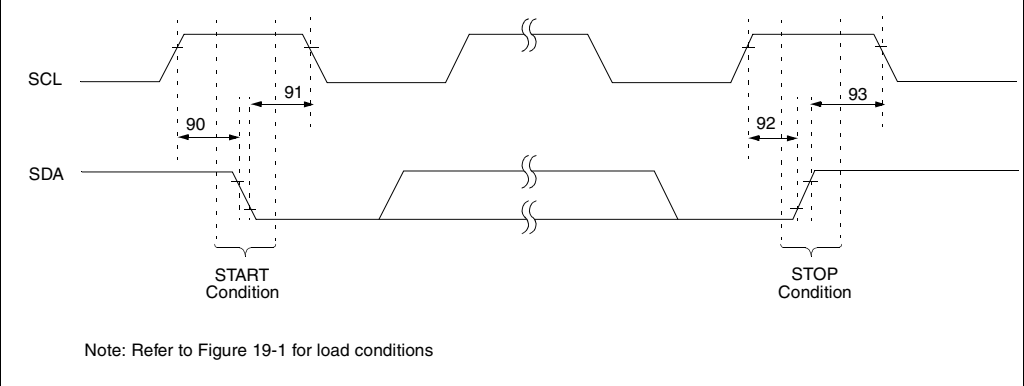 SCL
91
93
90
92
SDA
START
Condition
STOP
Condition
Note: Refer to Figure 19-1 for load conditions